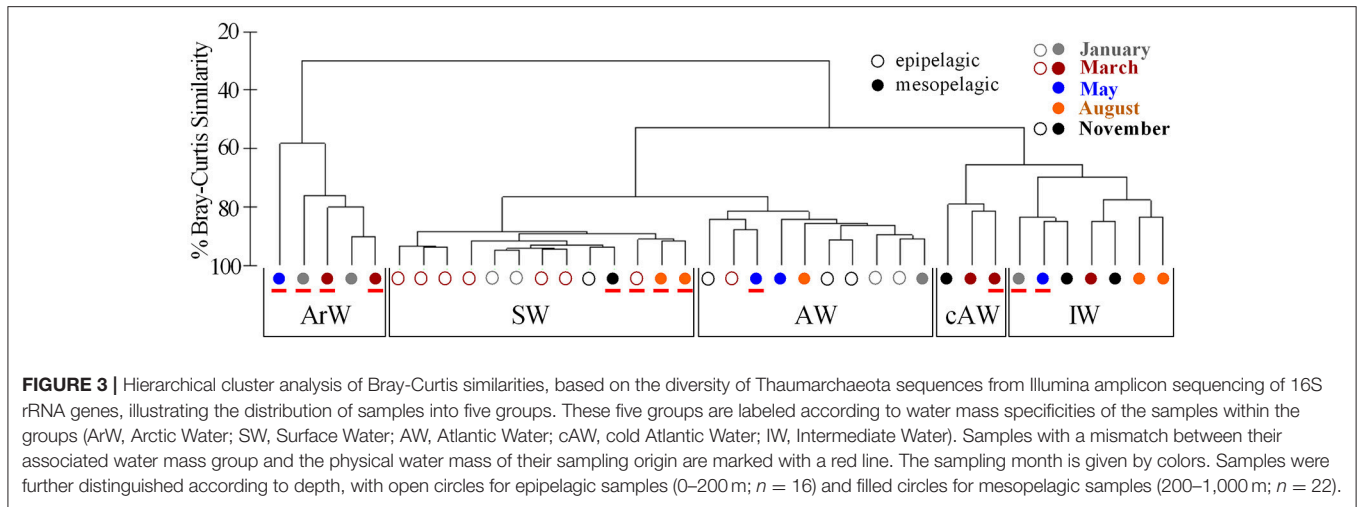 20
40
60
80
100
% Bray-Curtis Similarity
epipelagic
mesopelagic
January
March
May
August
November
ArW
SW
AW
cAW
IW
FIGURE 3 | Hierarchical cluster analysis of Bray-Curtis similarities, based on the diversity of Thaumarchaeota sequences from Illumina amplicon sequencing of 16S
rRNA genes, illustrating the distribution of samples into five groups. These five groups are labeled according to water mass specificities of the samples within the
groups (ArW, Arctic Water; SW, Surface Water; AW, Atlantic Water; cAW, cold Atlantic Water; IW, Intermediate Water). Samples with a mismatch between their
associated water mass group and the physical water mass of their sampling origin are marked with a red line. The sampling month is given by colors. Samples were
further distinguished according to depth, with open circles for epipelagic samples (0–200 m; n = 16) and filled circles for mesopelagic samples (200–1,000 m; n = 22).